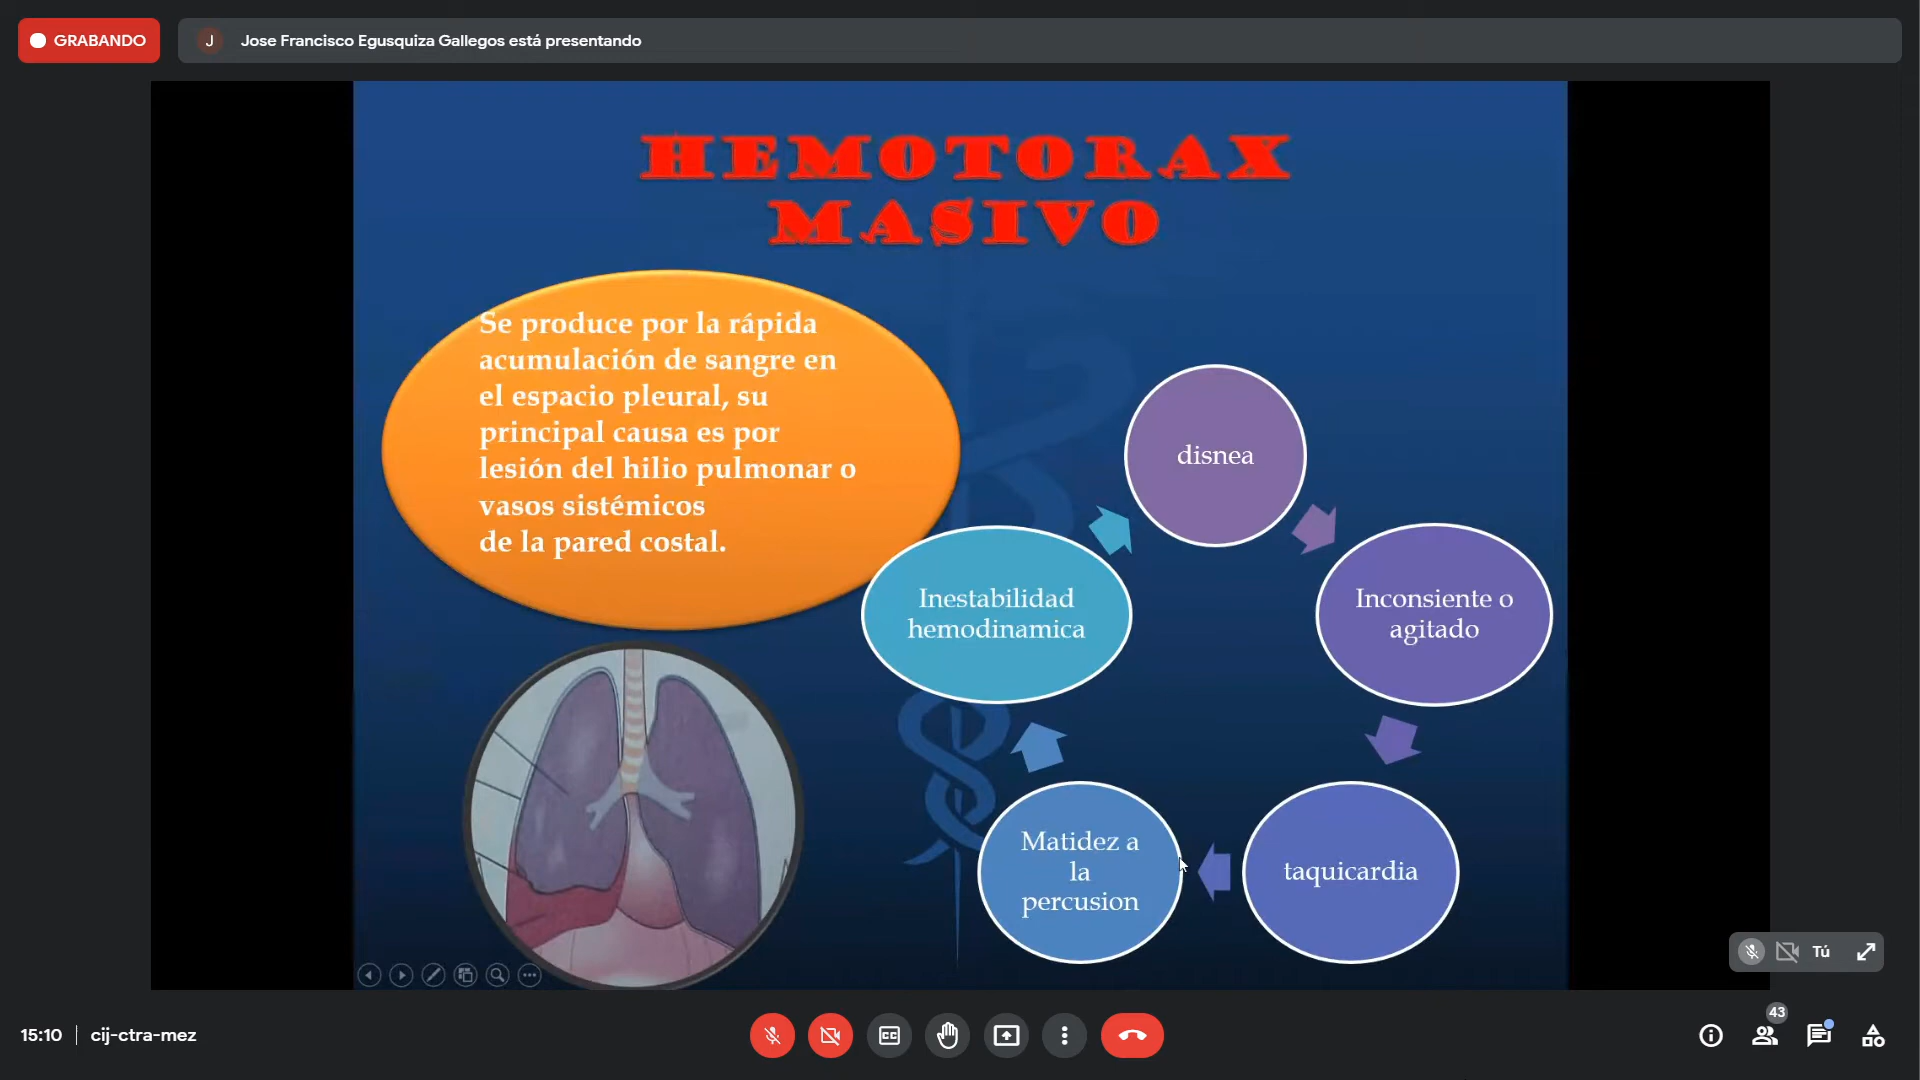 GRABANDO
J
Jose Francisco Egusquiza Gallegos está presentando
HEMOTORAX
MASIVO
Se produce por la rápida
acumulación de sangre en
el espacio pleural, su
principal causa es por
lesión del hilio pulmonar o
vasos sistémicos
de la pared costal.
disnea
Inconsiente o
agitado
taquicardia
Matidez a
la
percusion
Inestabilidad
hemodinamica
Tú
15:10 | cij-ctra-mez
CC
43